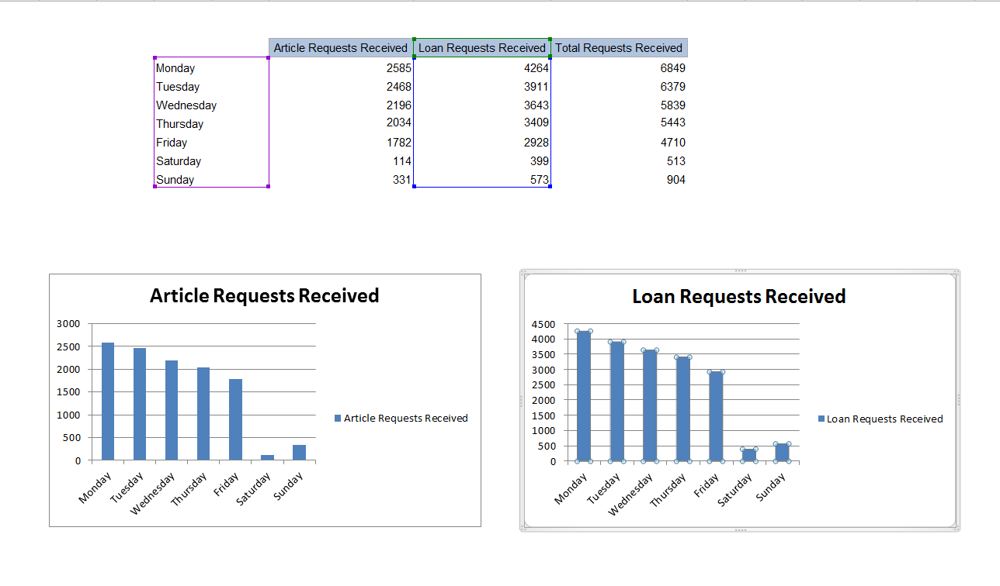 Article Requests Received Loan Requests Received Total Requests Received
Monday 2585 4264 6849
Tuesday 2468 3911 6379
Wednesday 2196 3643 5839
Thursday 2034 3409 5443
Friday 1782 2928 4710
Saturday 114 399 513
Sunday 331 573 904
Article Requests Received
3000
2500
2000
1500
1000
500
0
Monday Tuesday Wednesday Thursday Friday Saturday Sunday
Article Requests Received
Loan Requests Received
4500
4000
3500
3000
2500
2000
1500
1000
500
0
Monday Tuesday Wednesday Thursday Friday Saturday Sunday
Loan Requests Received